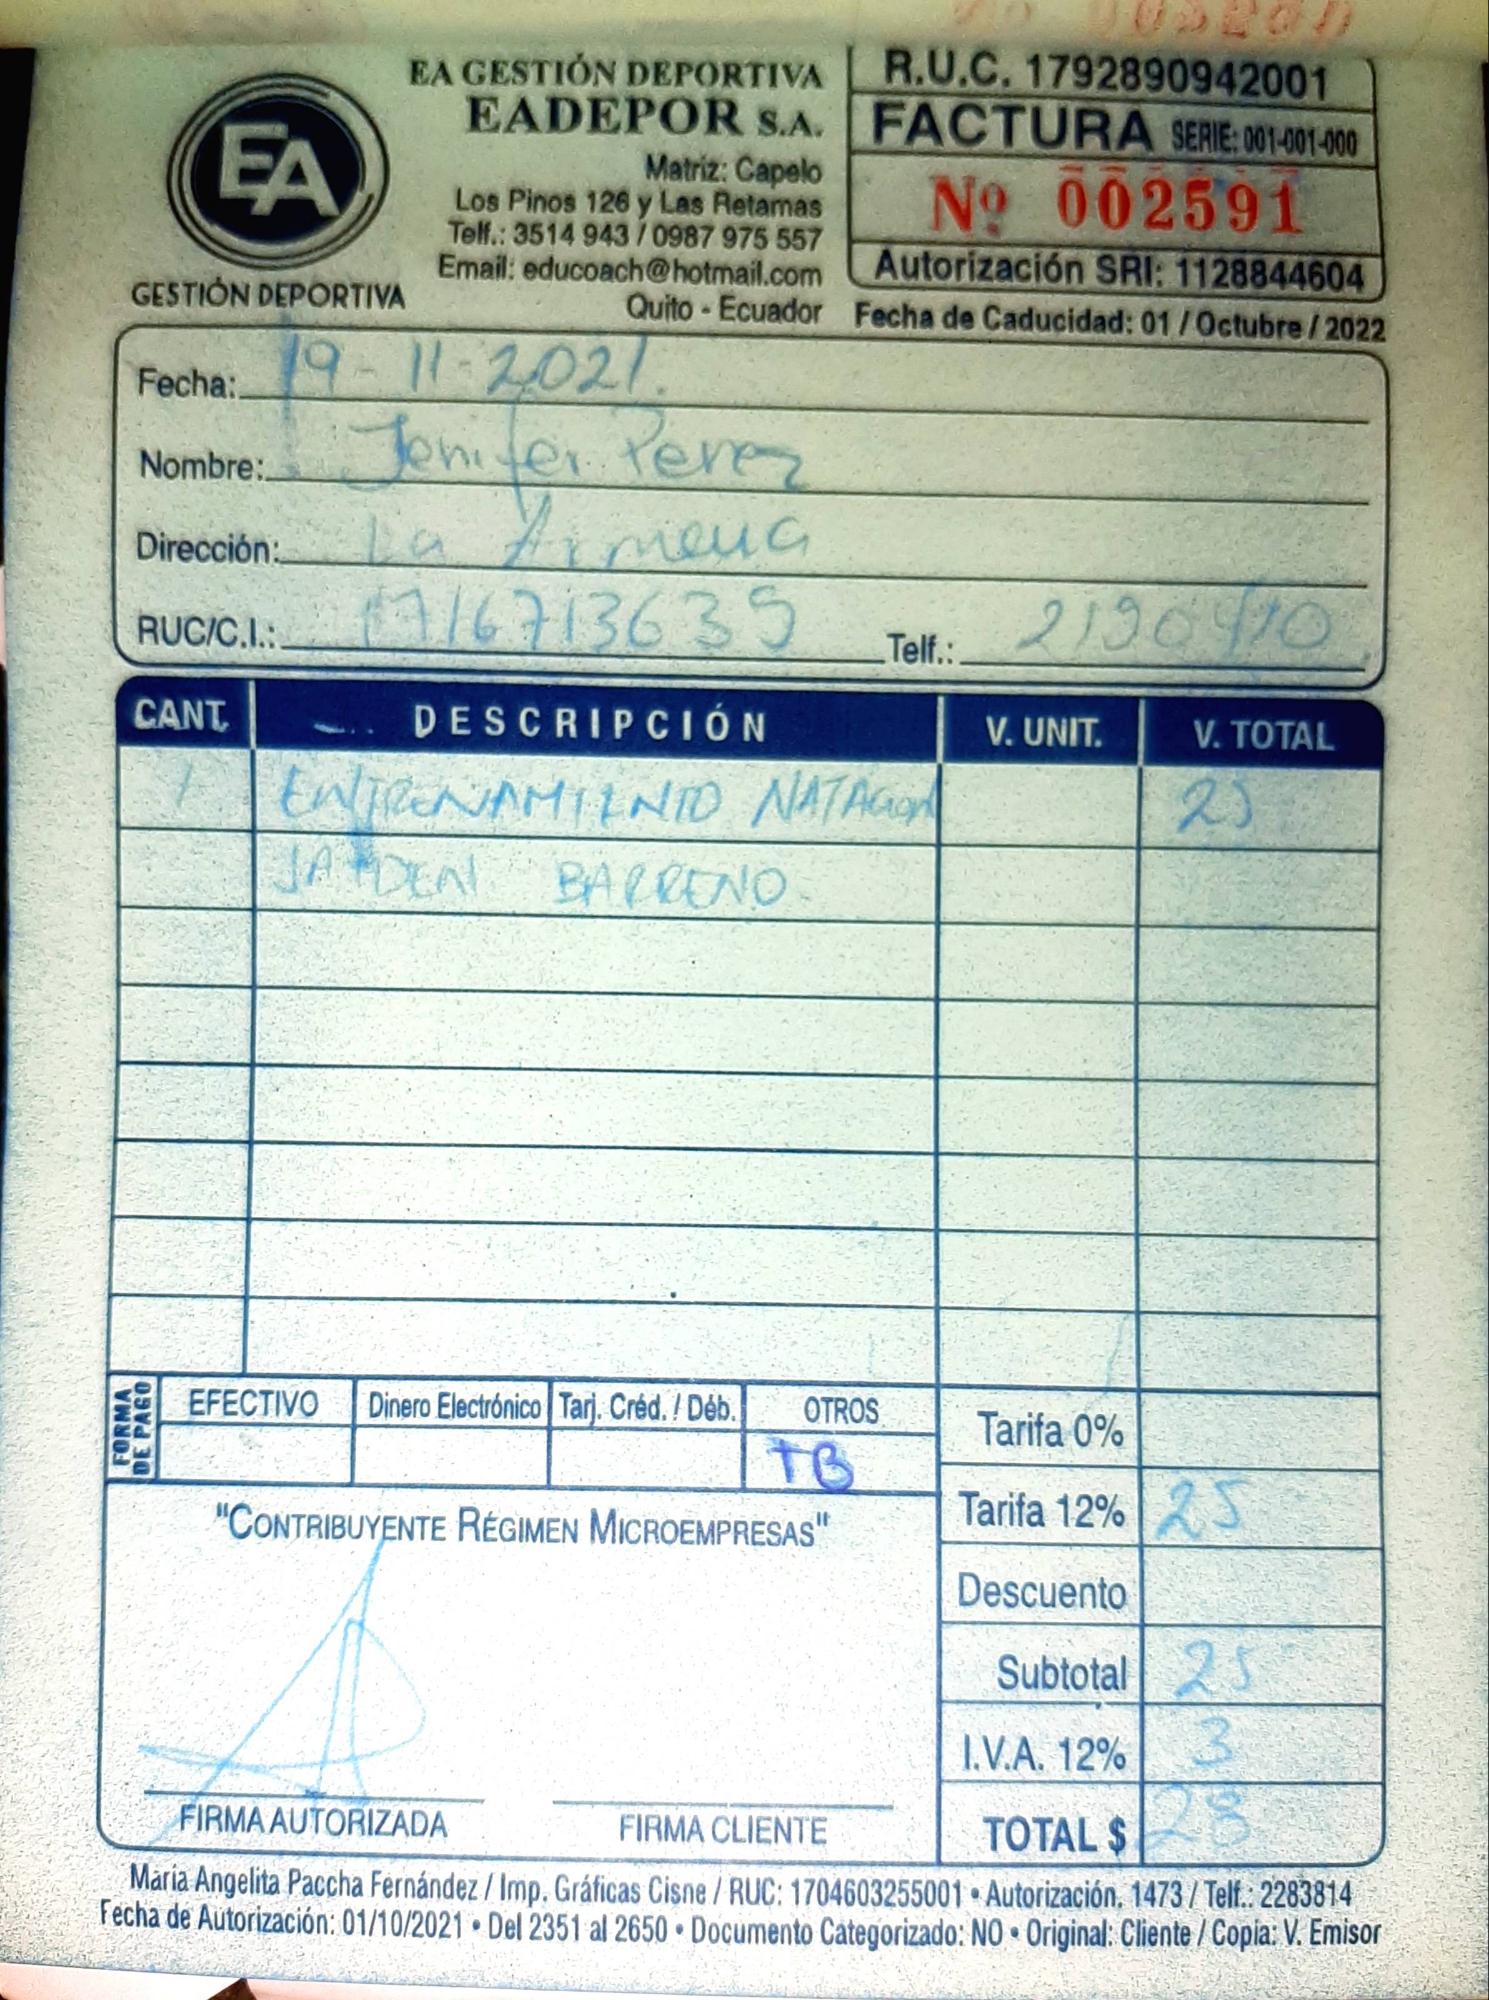 EA GESTIÓN DEPORTIVA
EADEPOR S.A.
Matriz: Capelo
Los Pinos 126 y Las Retamas
Telf.: 3514 943 / 0987 975 557
Email: educoach@hotmail.com
Quito - Ecuador
EA
GESTIÓN DEPORTIVA
R.U.C. 1792890942001
FACTURA SERIE: 001-001-000
Nº 002591
Autorización SRI: 1128844604
Fecha de Caducidad: 01 / Octubre / 2022
Fecha: 19-11-2021.
Nombre: Jenifer Perez
Dirección: La Armenia
RUC/C.I.: 1716713639 Telf.:
CANT. DESCRIPCIÓN V. UNIT. V. TOTAL
1 ENTRENAMIENTO NATACION 25
BARRENO
FORMA DE PAGO
EFECTIVO Dinero Electrónico Tarj. Créd. / Déb. OTROS
TB
Tarifa 0%
Tarifa 12% 25
Descuento
Subtotal 25
I.V.A. 12% 3
TOTAL $ 28
"CONTRIBUYENTE RÉGIMEN MICROEMPRESAS"
FIRMA AUTORIZADA FIRMA CLIENTE
María Angelita Paccha Fernández / Imp. Gráficas Cisne / RUC: 1704603255001 • Autorización. 1473 / Telf.: 2283814
Fecha de Autorización: 01/10/2021 • Del 2351 al 2650 • Documento Categorizado: NO • Original: Cliente / Copia: V. Emisor